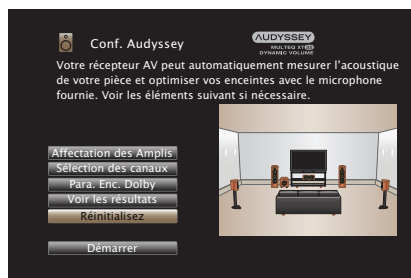 Conf. Audyssey
AUDYSSEY
MULTEQ XT32
DYNAMIC VOLUME
Votre récepteur AV peut automatiquement mesurer l'acoustique
de votre pièce et optimiser vos enceintes avec le microphone
fournie. Voir les éléments suivant si nécessaire.
Affectation des Amplis
Sélection des canaux
Para. Enc. Dolby
Voir les résultats
Réinitialisez
Démarrer